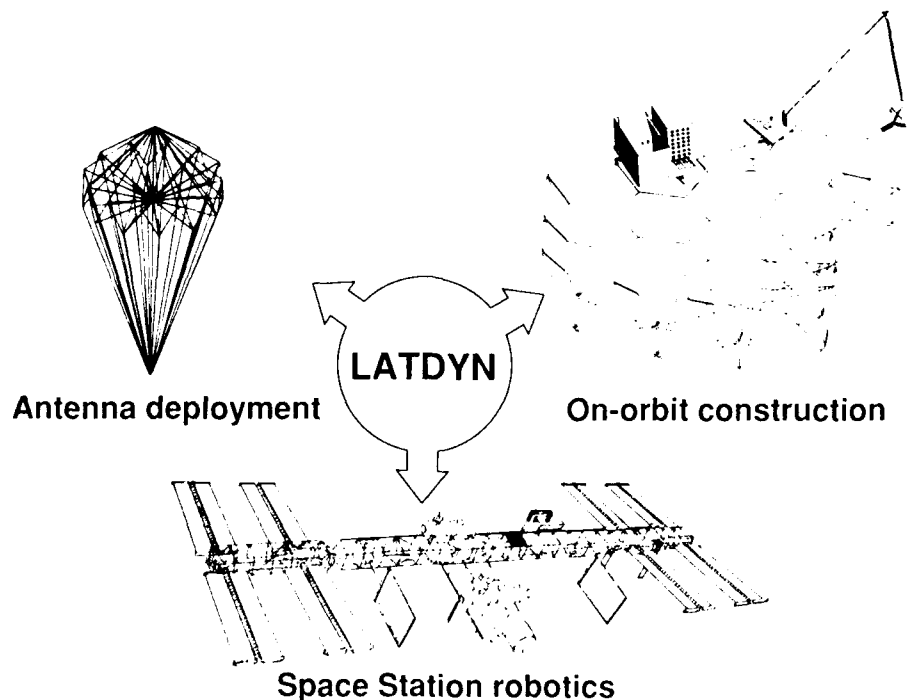 LATDYN
Antenna deployment
On-orbit construction
Space Station robotics